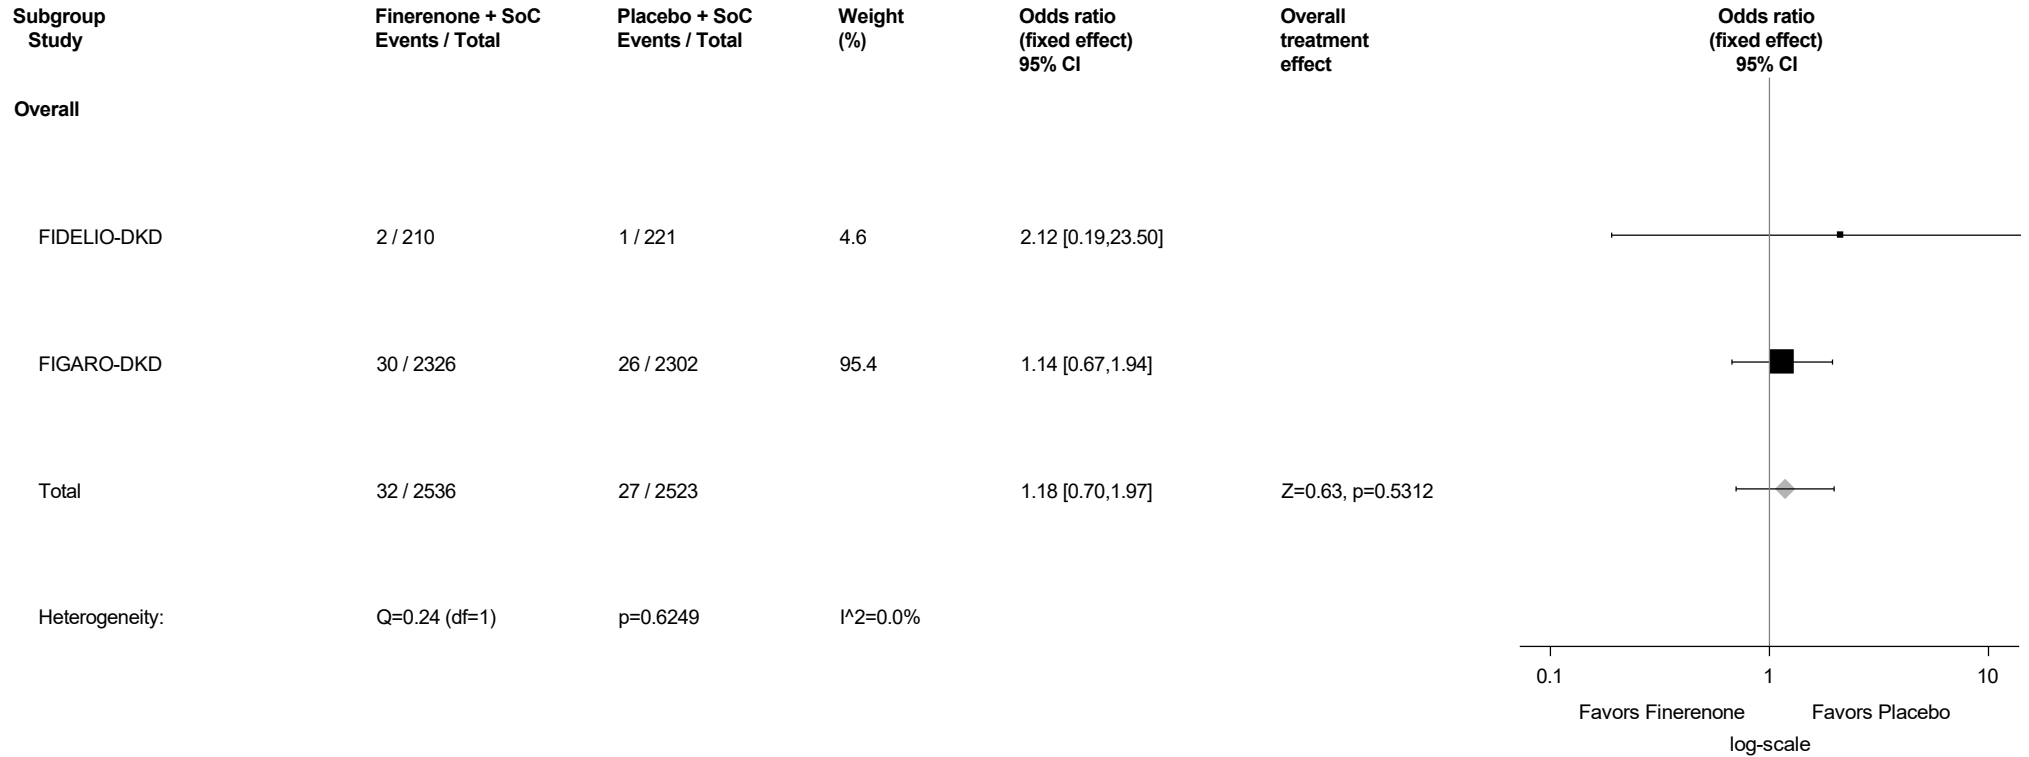 Subgroup Finerenone + SoC Placebo + SoC Weight Odds ratio Overall Odds ratio
Study Events / Total Events / Total (%) (fixed effect) treatment (fixed effect)
95% CI effect 95% CI
Overall
FIDELIO-DKD 2 / 210 1 / 221 4.6 2.12 [0.19,23.50]
FIGARO-DKD 30 / 2326 26 / 2302 95.4 1.14 [0.67,1.94]
Total 32 / 2536 27 / 2523 1.18 [0.70,1.97] Z=0.63, p=0.5312
Heterogeneity: Q=0.24 (df=1) p=0.6249 I^2=0.0%
0.1 1 10
Favors Finerenone Favors Placebo
log-scale